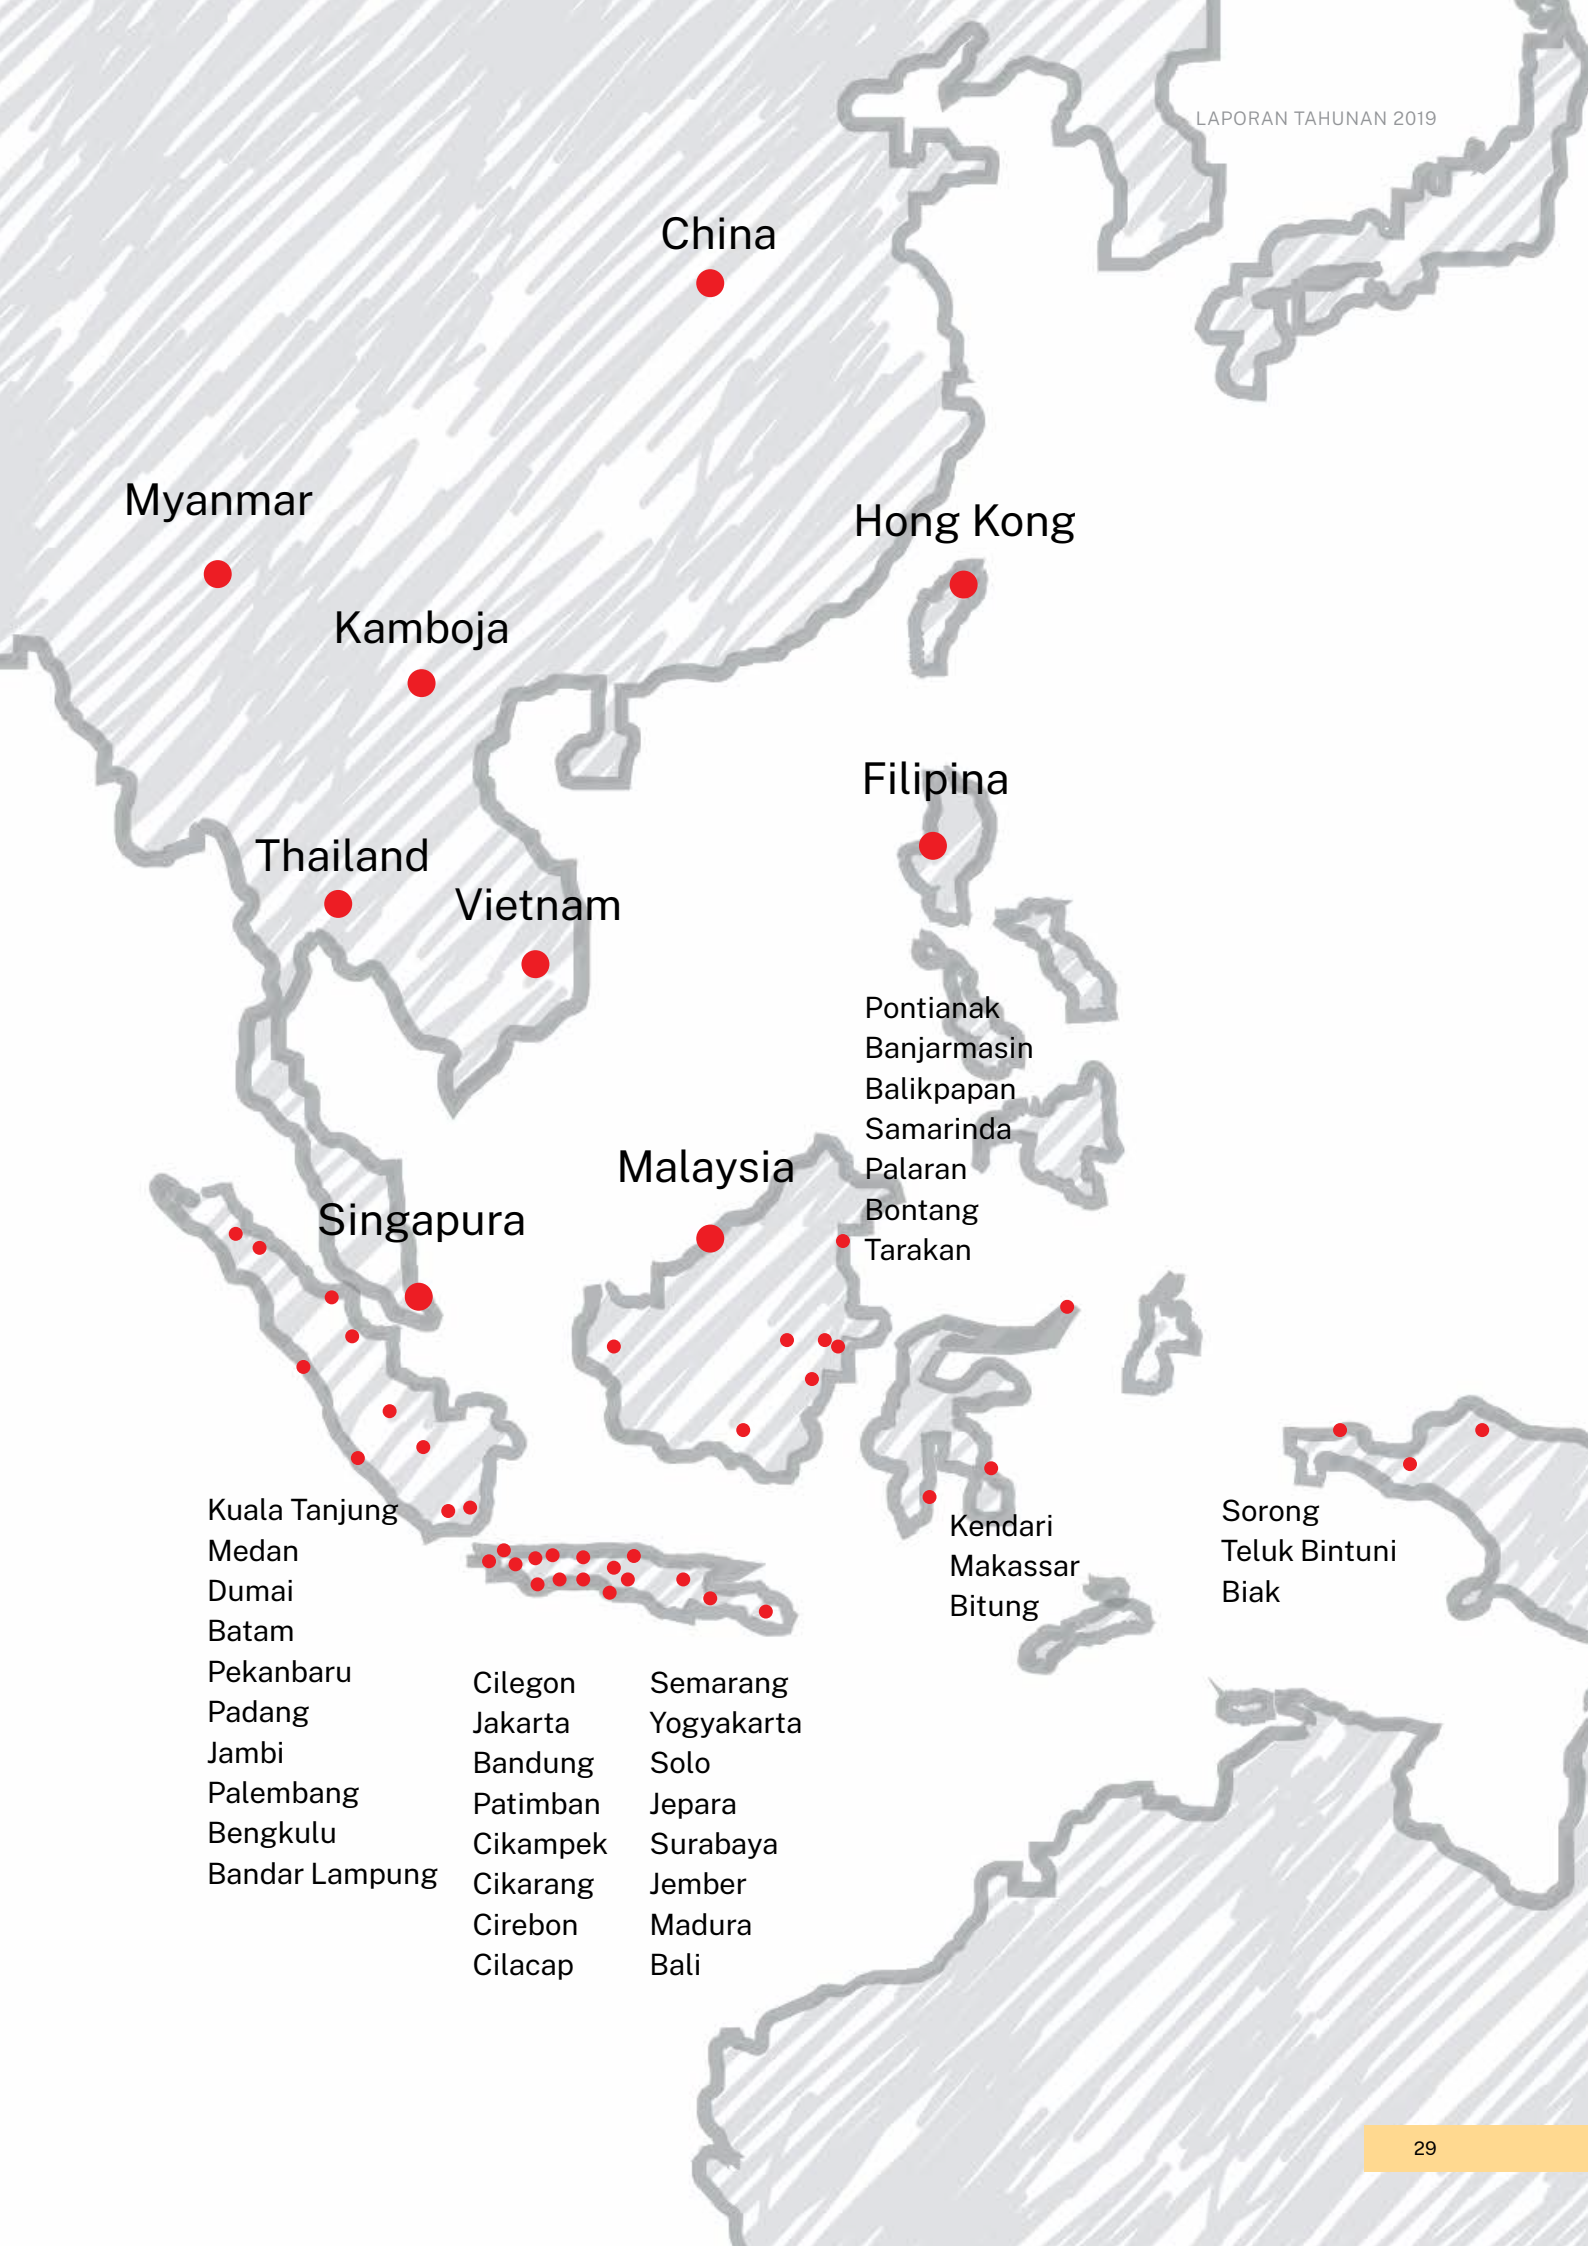 LAPORAN TAHUNAN 2019
China
Myanmar
Hong Kong
Kamboja
Filipina
Thailand
Vietnam
Pontianak
Banjarmasin
Balikpapan
Samarinda
Palaran
Bontang
Tarakan
Malaysia
Singapura
Kuala Tanjung
Medan
Dumai
Batam
Pekanbaru
Padang
Jambi
Palembang
Bengkulu
Bandar Lampung
Cilegon
Jakarta
Bandung
Patimban
Cikampek
Cikarang
Cirebon
Cilacap
Semarang
Yogyakarta
Solo
Jepara
Surabaya
Jember
Madura
Bali
Kendari
Makassar
Bitung
Sorong
Teluk Bintuni
Biak
29